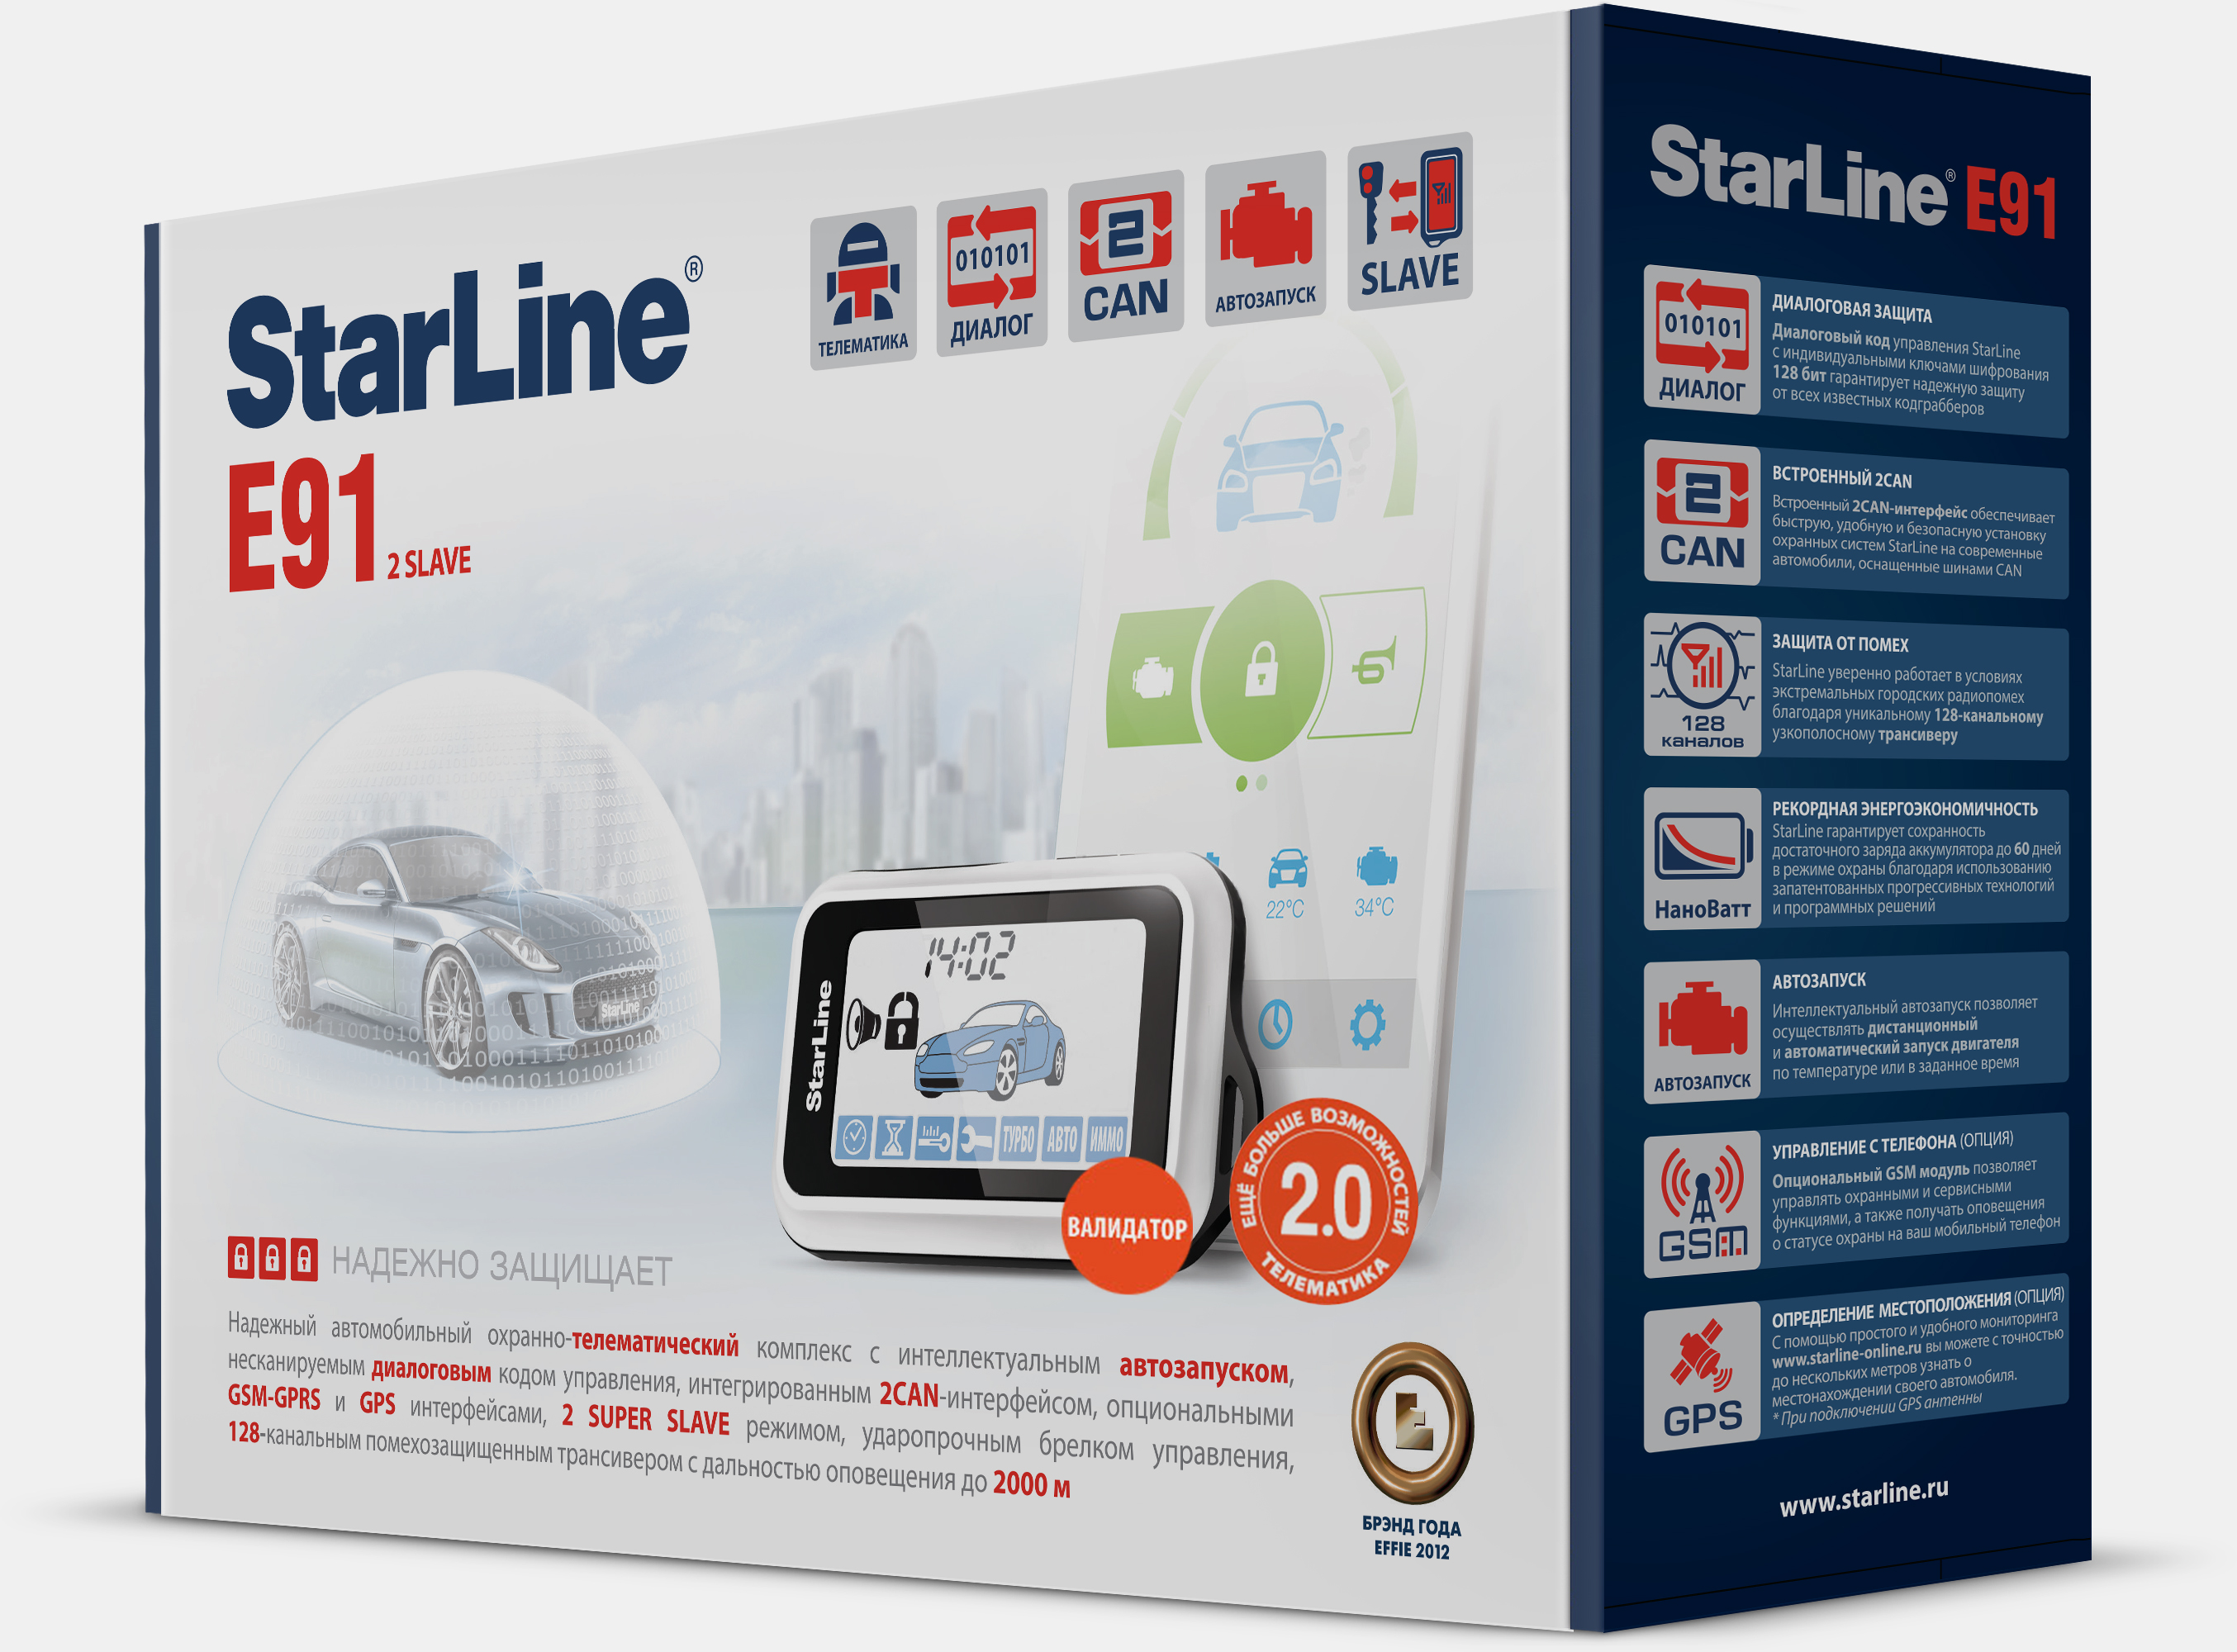 StarLine®
E91 2 SLAVE
ТЕЛЕМАТИКА
010101
ДИАЛОГ
2
CAN
АВТОЗАПУСК
SLAVE
22°C
34°C
14:02
StarLine
ТУРБО
АВТО
ИММО
StarLine
ВАЛИДАТОР
ЕЩЁ БОЛЬШЕ ВОЗМОЖНОСТЕЙ
2.0
ТЕЛЕМАТИКА
НАДЕЖНО ЗАЩИЩАЕТ
Надежный автомобильный охранно-телематический комплекс с интеллектуальным автозапуском,
несканируемым диалоговым кодом управления, интегрированным 2CAN-интерфейсом, опциональными
GSM-GPRS и GPS интерфейсами, 2 SUPER SLAVE режимом, ударопрочным брелком управления,
128-канальным помехозащищенным трансивером с дальностью оповещения до 2000 м
БРЭНД ГОДА
EFFIE 2012
StarLine® E91
010101
ДИАЛОГ
ДИАЛОГОВАЯ ЗАЩИТА
Диалоговый код управления StarLine
с индивидуальными ключами шифрования
128 бит гарантирует надежную защиту
от всех известных кодграбберов
2
CAN
ВСТРОЕННЫЙ 2CAN
Встроенный 2CAN-интерфейс обеспечивает
быструю, удобную и безопасную установку
охранных систем StarLine на современные
автомобили, оснащенные шинами CAN
128
КАНАЛОВ
ЗАЩИТА ОТ ПОМЕХ
StarLine уверенно работает в условиях
экстремальных городских радиопомех
благодаря уникальному 128-канальному
узкополосному трансиверу
НаноВатт
РЕКОРДНАЯ ЭНЕРГОЭКОНОМИЧНОСТЬ
StarLine гарантирует сохранность
достаточного заряда аккумулятора до 60 дней
в режиме охраны благодаря использованию
запатентованных прогрессивных технологий
и программных решений
АВТОЗАПУСК
АВТОЗАПУСК
Интеллектуальный автозапуск позволяет
осуществлять дистанционный
и автоматический запуск двигателя
по температуре или в заданное время
GSM
УПРАВЛЕНИЕ С ТЕЛЕФОНА (ОПЦИЯ)
Опциональный GSM модуль позволяет
управлять охранными и сервисными
функциями, а также получать оповещения
о статусе охраны на ваш мобильный телефон
GPS
ОПРЕДЕЛЕНИЕ МЕСТОПОЛОЖЕНИЯ (ОПЦИЯ)
С помощью простого и удобного мониторинга
www.starline-online.ru вы можете с точностью
до нескольких метров узнать о
местонахождении своего автомобиля.
* При подключении GPS антенны
www.starline.ru